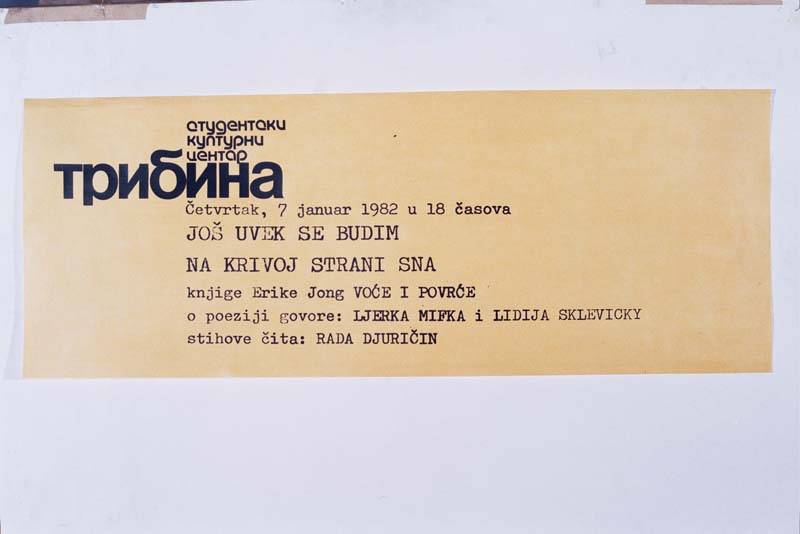 студентски
културни
центар
трибина
Četvrtak, 7 januar 1982 u 18 časova
JOŠ UVEK SE BUDIM
NA KRIVOJ STRANI SNA
knjige Erike Jong VOĆE I POVRĆE
o poeziji govore: LJERKA MIFKA i LIDIJA SKLEVICKY
stihove čita: RADA DJURIČIN